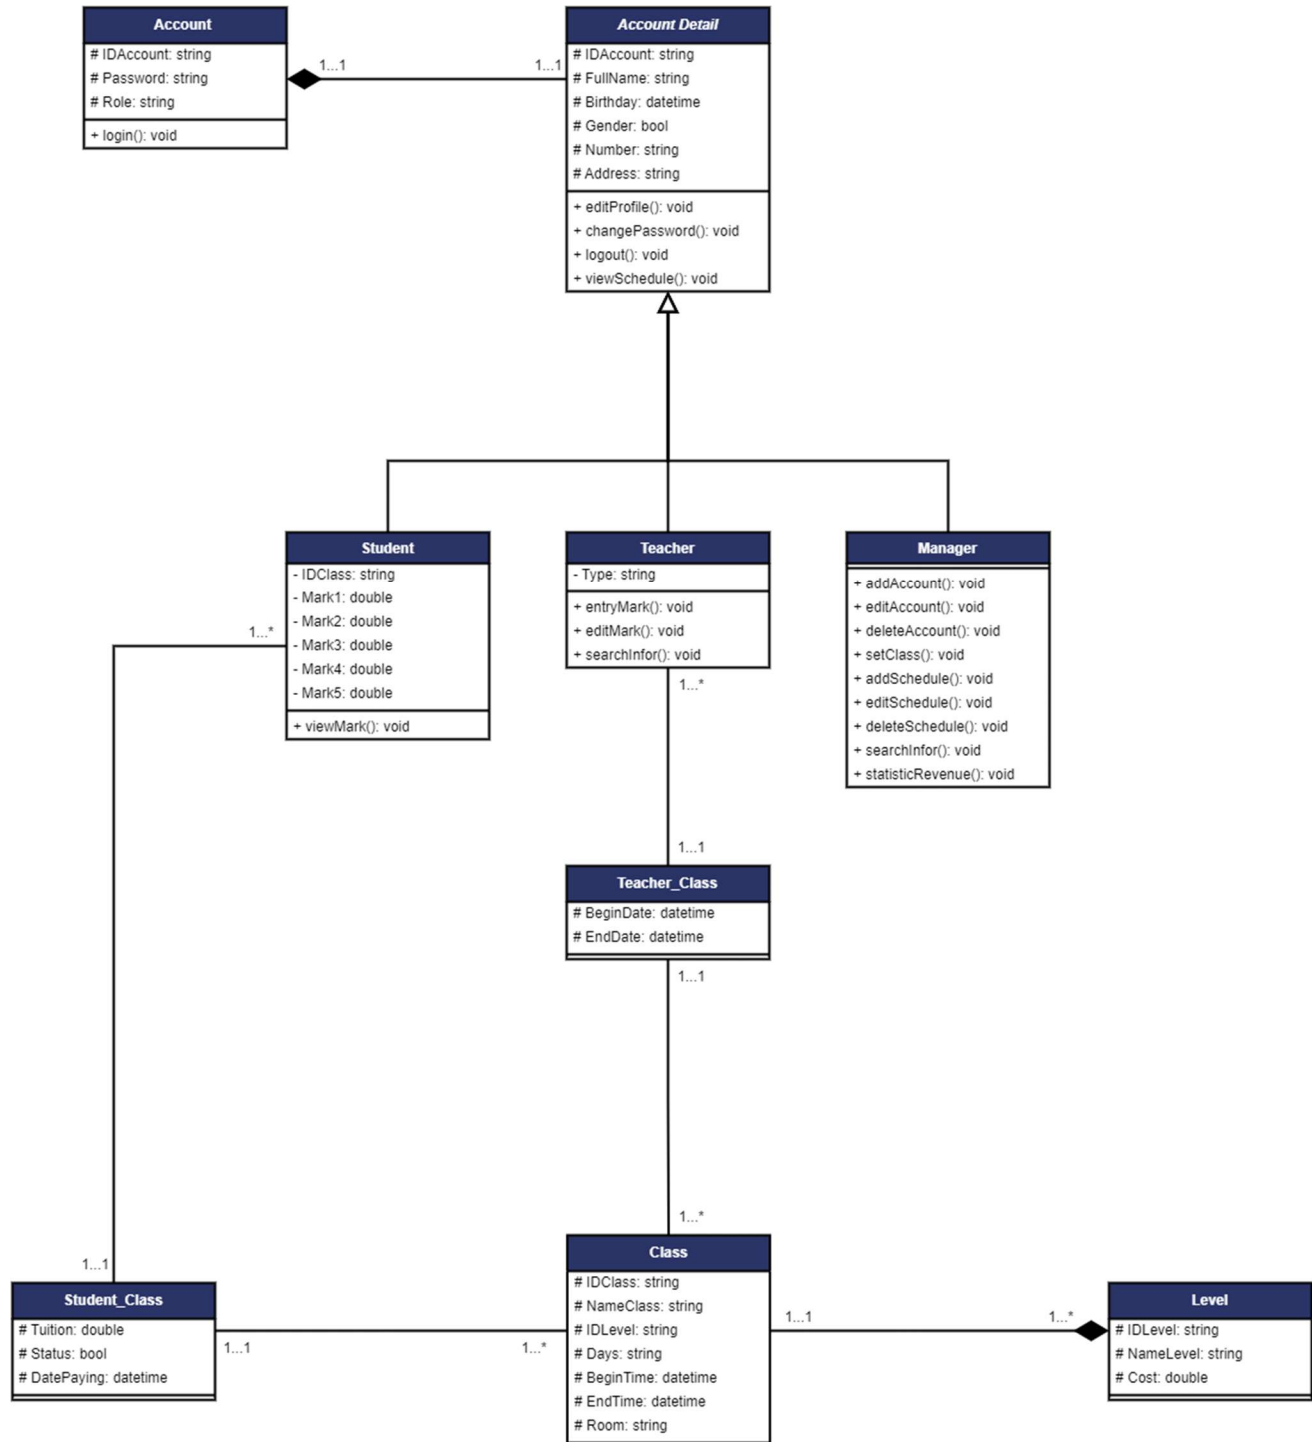 Account
# IDAccount: string
# Password: string
# Role: string
+ login(): void
1...1
1...1
Account Detail
# IDAccount: string
# FullName: string
# Birthday: datetime
# Gender: bool
# Number: string
# Address: string
+ editProfile(): void
+ changePassword(): void
+ logout(): void
+ viewSchedule(): void
Student
- IDClass: string
- Mark1: double
- Mark2: double
- Mark3: double
- Mark4: double
- Mark5: double
+ viewMark(): void
1...*
Teacher
- Type: string
+ entryMark(): void
+ editMark(): void
+ searchInfor(): void
1...*
Manager
+ addAccount(): void
+ editAccount(): void
+ deleteAccount(): void
+ setClass(): void
+ addSchedule(): void
+ editSchedule(): void
+ deleteSchedule(): void
+ searchInfor(): void
+ statisticRevenue(): void
1...1
Teacher_Class
# BeginDate: datetime
# EndDate: datetime
1...1
1...*
1...1
Student_Class
# Tuition: double
# Status: bool
# DatePaying: datetime
1...1
1...*
Class
# IDClass: string
# NameClass: string
# IDLevel: string
# Days: string
# BeginTime: datetime
# EndTime: datetime
# Room: string
1...1
1...*
Level
# IDLevel: string
# NameLevel: string
# Cost: double